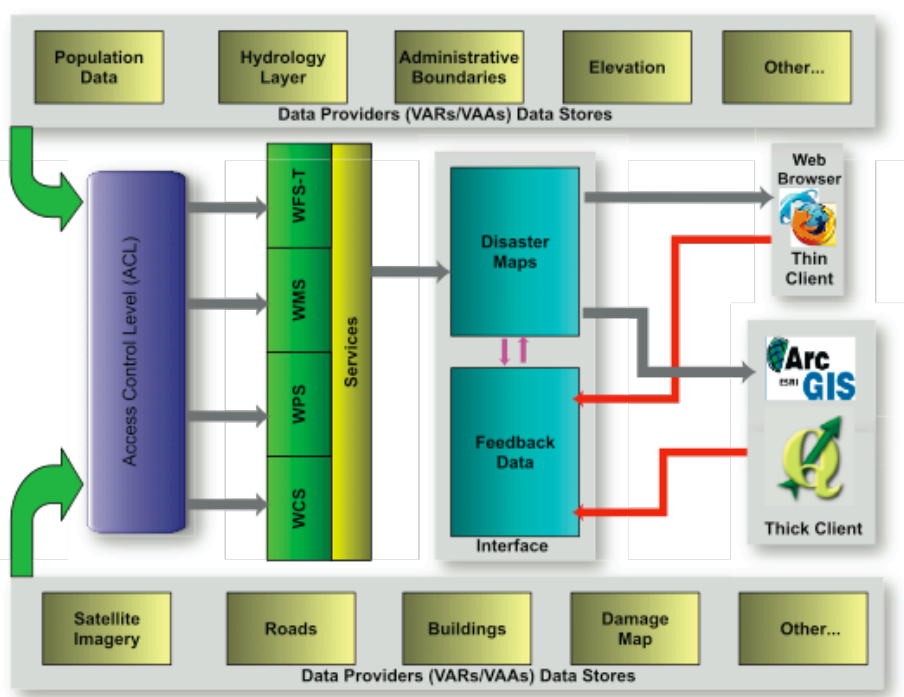 Population
Data
Hydrology
Layer
Administrative
Boundaries
Elevation
Other...
Data Providers (VARs/VAAs) Data Stores
Access Control Level (ACL)
WFS-T
WMS
WPS
WCS
Services
Disaster
Maps
Feedback
Data
Interface
Web
Browser
Thin
Client
Arc
ESRI
GIS
Thick Client
Satellite
Imagery
Roads
Buildings
Damage
Map
Other...
Data Providers (VARs/VAAs) Data Stores